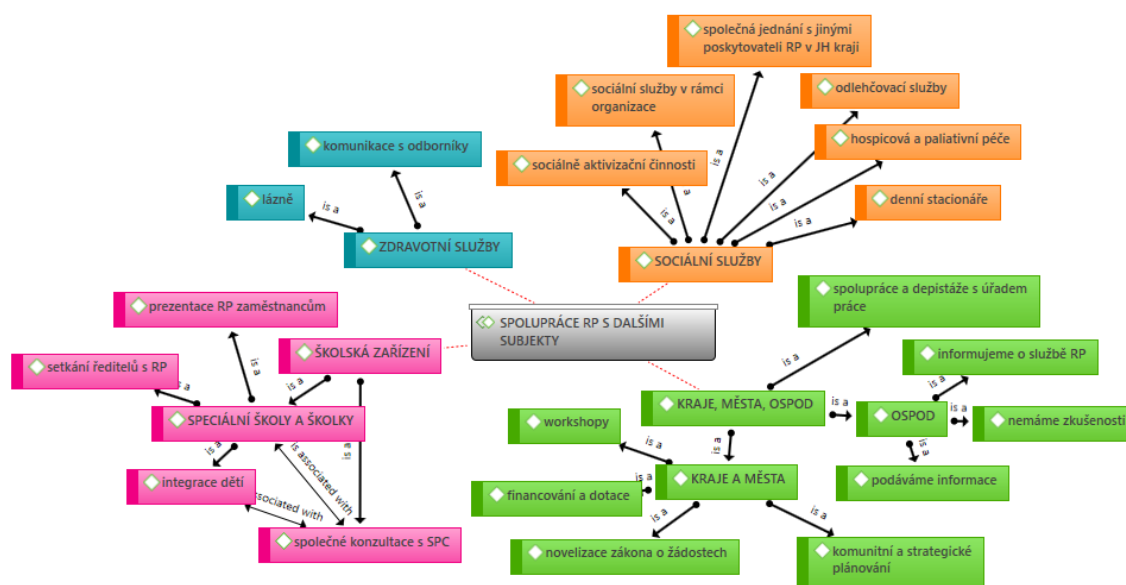 společná jednání s jinými
poskytovateli RP v JH kraji
sociální služby v rámci
organizace
odlehčovací služby
komunikace s odborníky
hospicová a paliativní péče
sociálně aktivizační činnosti
is a
is a
is a
is a
lázně
is a
is a
is a
is a
denní stacionáře
is a
ZDRAVOTNÍ SLUŽBY
SOCIÁLNÍ SLUŽBY
prezentace RP zaměstnancům
spolupráce a depistáže s úřadem
práce
SPOLUPRÁCE RP S DALŠÍMI
SUBJEKTY
ŠKOLSKÁ ZAŘÍZENÍ
informujeme o službě RP
setkání ředitelů s RP
is a
is a
is a
is a
is a
KRAJE, MĚSTA, OSPOD
is a
OSPOD
is a
nemáme zkušenosti
SPECIÁLNÍ ŠKOLY A ŠKOLKY
workshopy
is a
is a
is a
is associated with
is a
is a
integrace dětí
KRAJE A MĚSTA
podáváme informace
financování a dotace
is a
associated with
is a
is a
společné konzultace s SPC
novelizace zákona o žádostech
komunitní a strategické
plánování